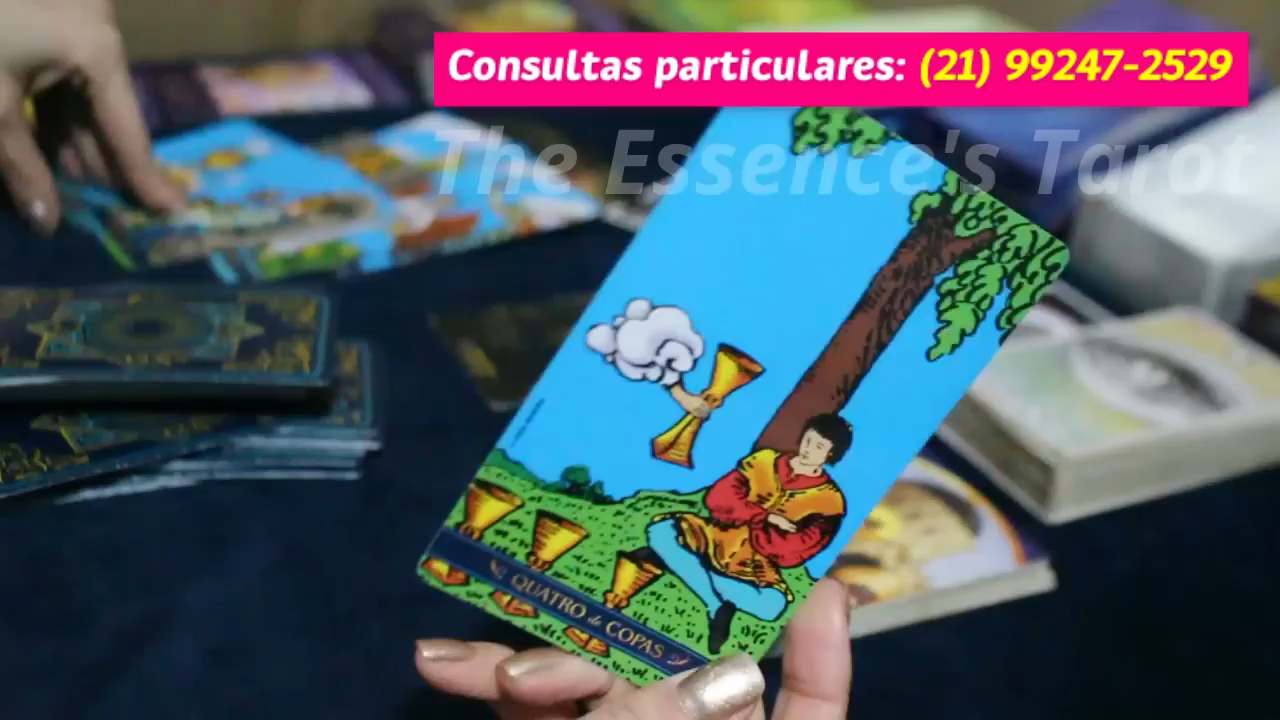 Consultas particulares: (21) 99247-2529
The Essence's Tarot
QUATRO de COPAS